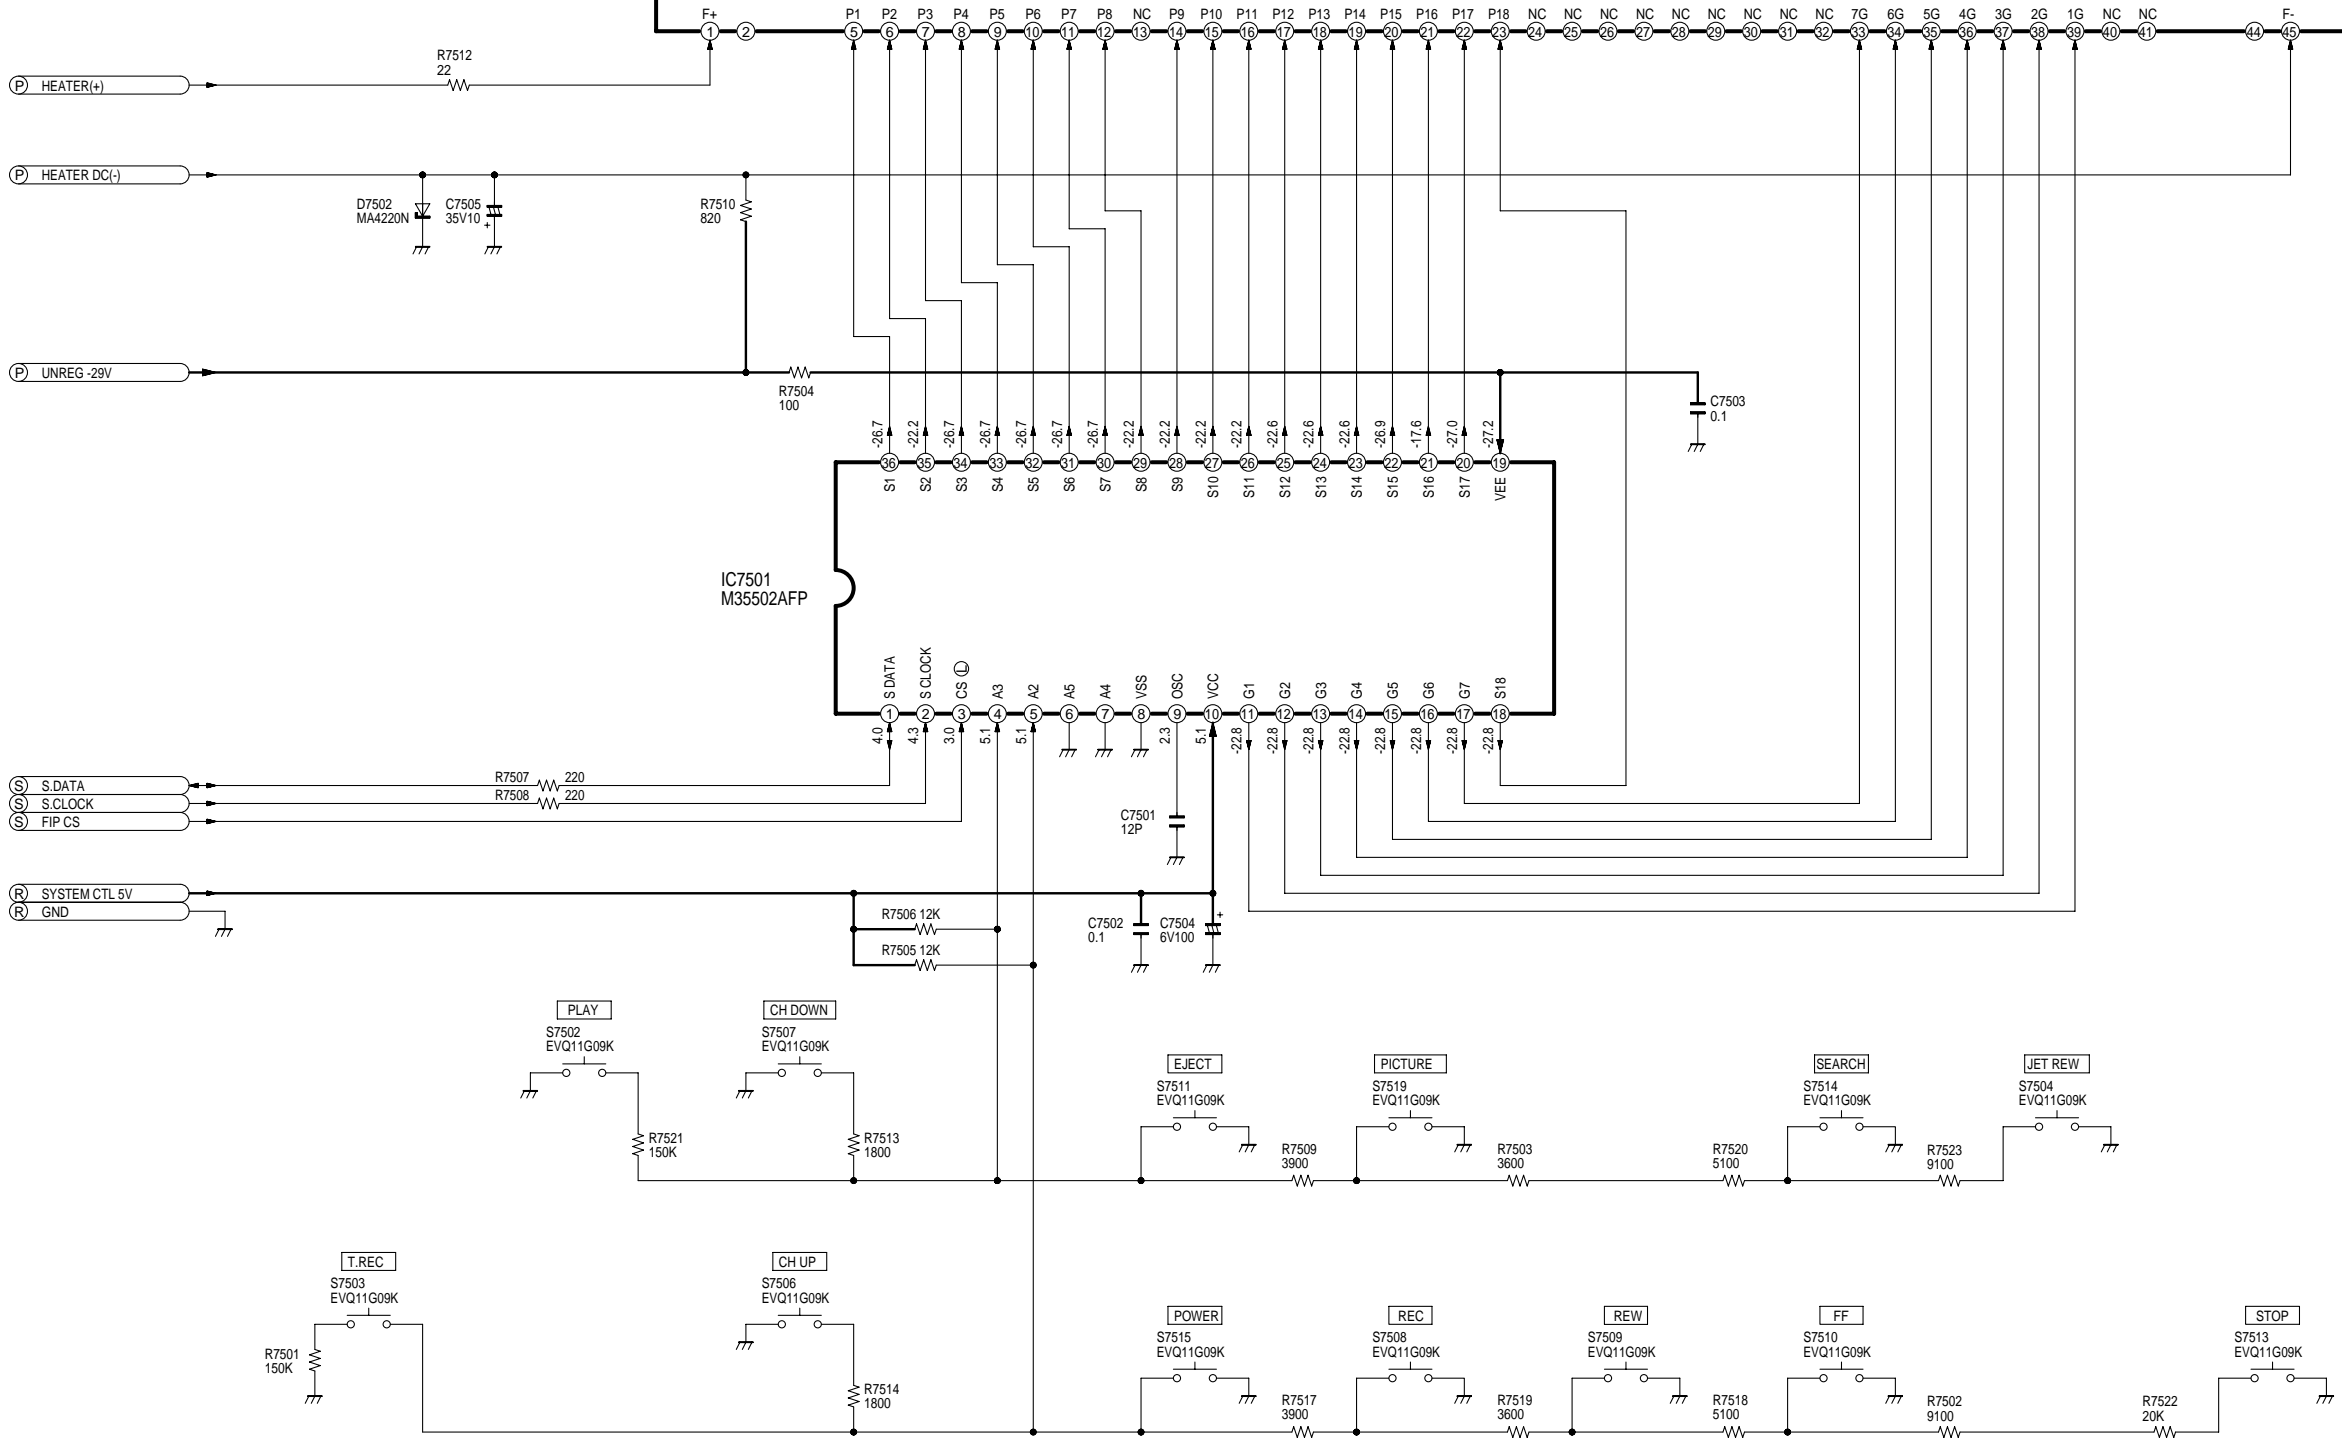 F+ P1 P2 P3 P4 P5 P6 P7 P8 NC P9 P10 P11 P12 P13 P14 P15 P16 P17 P18 NC NC NC NC NC NC NC NC NC 7G 6G 5G 4G 3G 2G 1G NC NC F-
1 2 5 6 7 8 9 10 11 12 13 14 15 16 17 18 19 20 21 22 23 24 25 26 27 28 29 30 31 32 33 34 35 36 37 38 39 40 41 44 45
R7512
22
P HEATER(+)
P HEATER DC(-)
D7502
MA4220N
C7505
35V10
+
R7510
820
P UNREG -29V
R7504
100
C7503
0.1
-26.7 -22.2 -26.7 -26.7 -26.7 -26.7 -26.7 -22.2 -22.2 -22.2 -22.2 -22.6 -22.6 -22.6 -26.9 -17.6 -27.0 -27.2
36 35 34 33 32 31 30 29 28 27 26 25 24 23 22 21 20 19
S1 S2 S3 S4 S5 S6 S7 S8 S9 S10 S11 S12 S13 S14 S15 S16 S17 VEE
IC7501
M35502AFP
S DATA S CLOCK CS L A3 A2 A5 A4 VSS OSC VCC G1 G2 G3 G4 G5 G6 G7 S18
1 2 3 4 5 6 7 8 9 10 11 12 13 14 15 16 17 18
4.0 4.3 3.0 5.1 5.1 2.3 5.1 -22.8 -22.8 -22.8 -22.8 -22.8 -22.8 -22.8 -22.8
S S.DATA
R7507 220
S S.CLOCK
R7508 220
S FIP CS
C7501
12P
R SYSTEM CTL 5V
R GND
R7506 12K
R7505 12K
C7502
0.1
C7504
6V100
+
PLAY
S7502
EVQ11G09K
CH DOWN
S7507
EVQ11G09K
EJECT
S7511
EVQ11G09K
PICTURE
S7519
EVQ11G09K
SEARCH
S7514
EVQ11G09K
JET REW
S7504
EVQ11G09K
R7521
150K
R7513
1800
R7509
3900
R7503
3600
R7520
5100
R7523
9100
T.REC
S7503
EVQ11G09K
CH UP
S7506
EVQ11G09K
POWER
S7515
EVQ11G09K
REC
S7508
EVQ11G09K
REW
S7509
EVQ11G09K
FF
S7510
EVQ11G09K
STOP
S7513
EVQ11G09K
R7501
150K
R7514
1800
R7517
3900
R7519
3600
R7518
5100
R7502
9100
R7522
20K